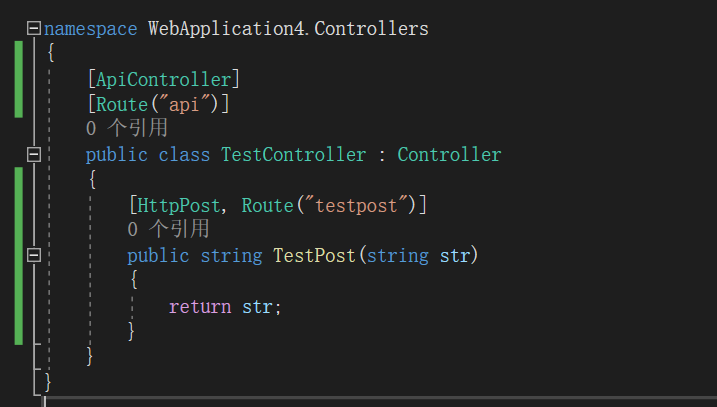 namespace WebApplication4.Controllers
{
[ApiController]
[Route("api")]
0 个引用
public class TestController : Controller
{
[HttpPost, Route("testpost")]
0 个引用
public string TestPost(string str)
{
return str;
}
}
}